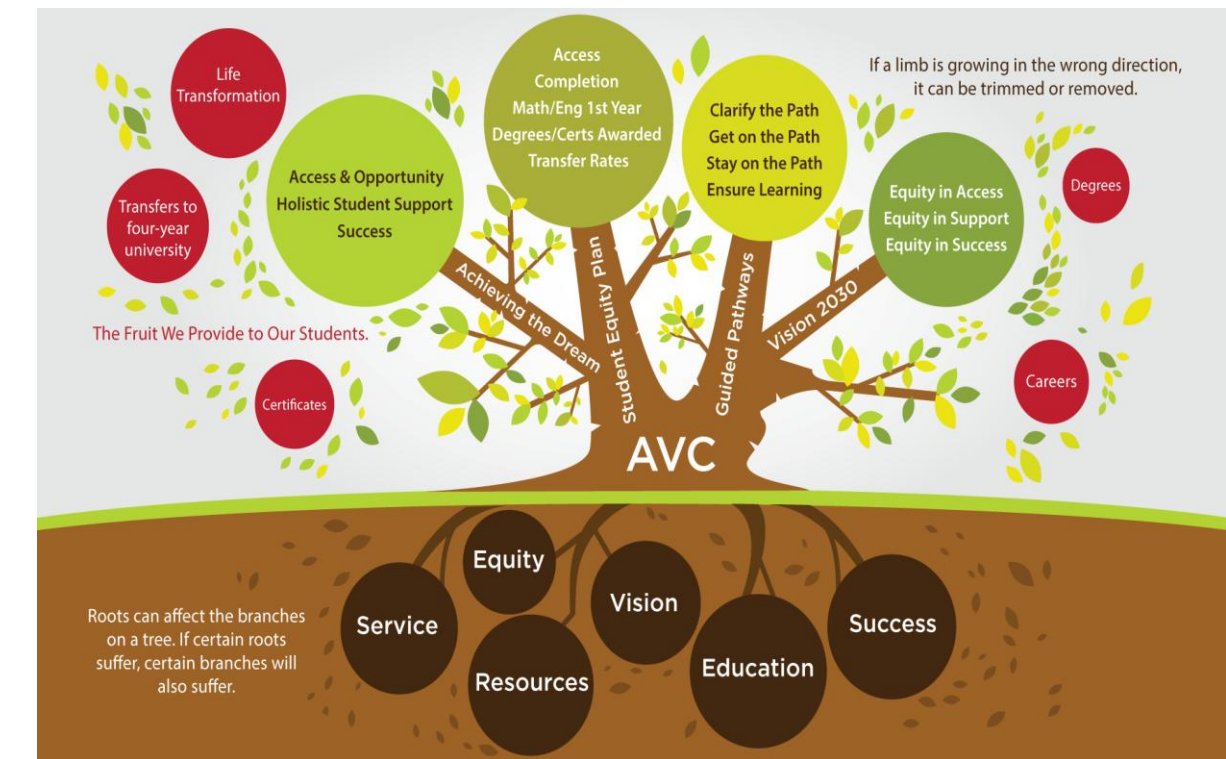 Life
Transformation
Transfers to
four-year
university
The Fruit We Provide to Our Students.
Certificates
Access & Opportunity
Holistic Student Support
Success
Achieving the Dream
Access
Completion
Math/Eng 1st Year
Degrees/Certs Awarded
Transfer Rates
Student Equity Plan
Clarify the Path
Get on the Path
Stay on the Path
Ensure Learning
Guided Pathways
If a limb is growing in the wrong direction,
it can be trimmed or removed.
Equity in Access
Equity in Support
Equity in Success
Vision 2030
Degrees
Careers
AVC
Roots can affect the branches
on a tree. If certain roots
suffer, certain branches will
also suffer.
Service
Equity
Resources
Vision
Education
Success